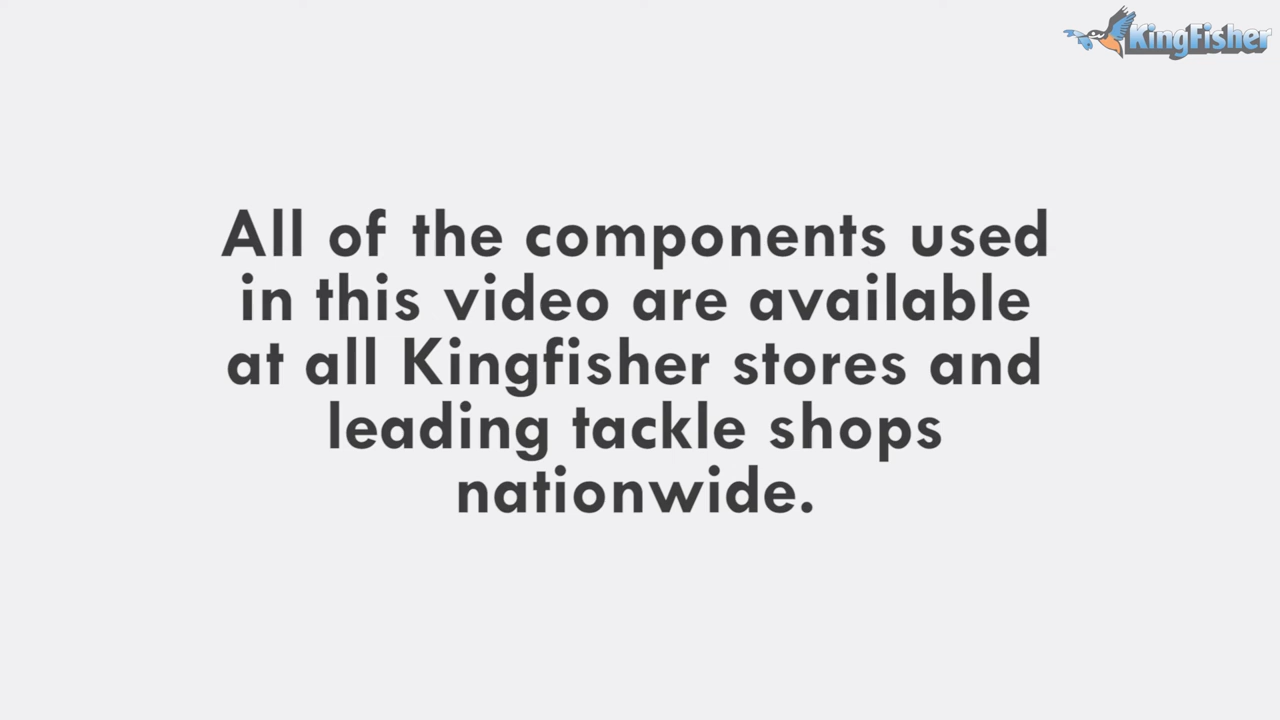 KingFisher
All of the components used
in this video are available
at all Kingfisher stores and
leading tackle shops
nationwide.